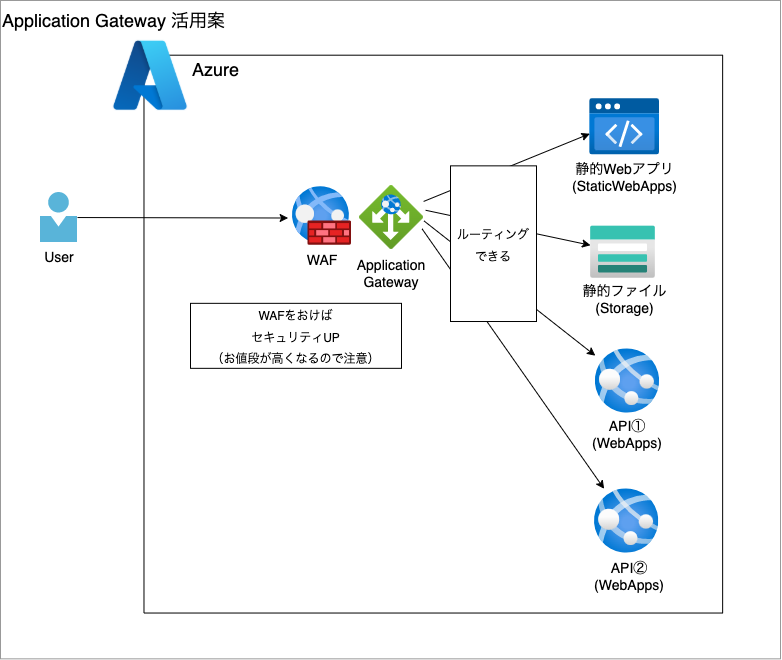 Application Gateway 活用案
Azure
静的Webアプリ
(StaticWebApps)
ルーティング
できる
User
WAF
Application
Gateway
静的ファイル
(Storage)
WAFをおけば
セキュリティUP
（お値段が高くなるので注意）
API①
(WebApps)
API②
(WebApps)